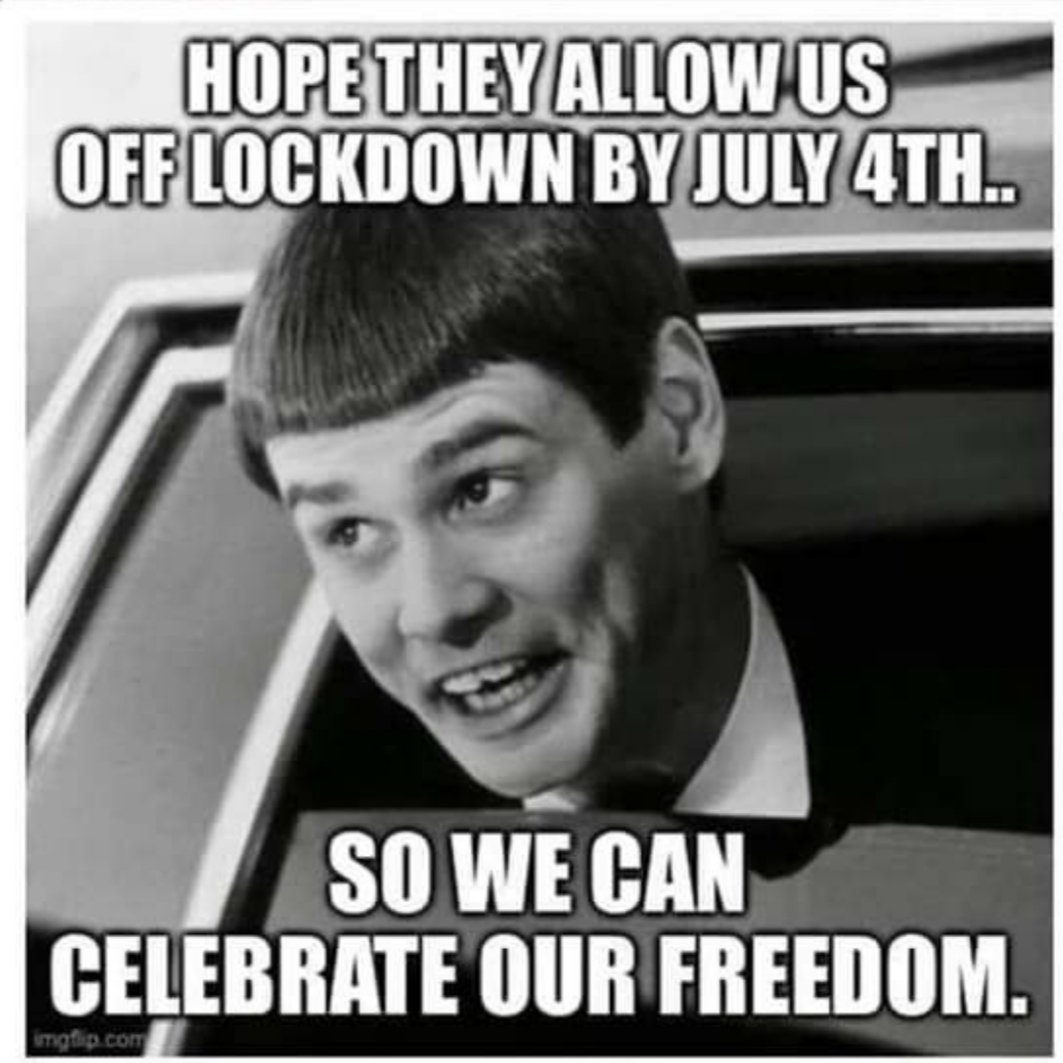 HOPE THEY ALLOW US
OFF LOCKDOWN BY JULY 4TH..
SO WE CAN
CELEBRATE OUR FREEDOM.
imgflip.com